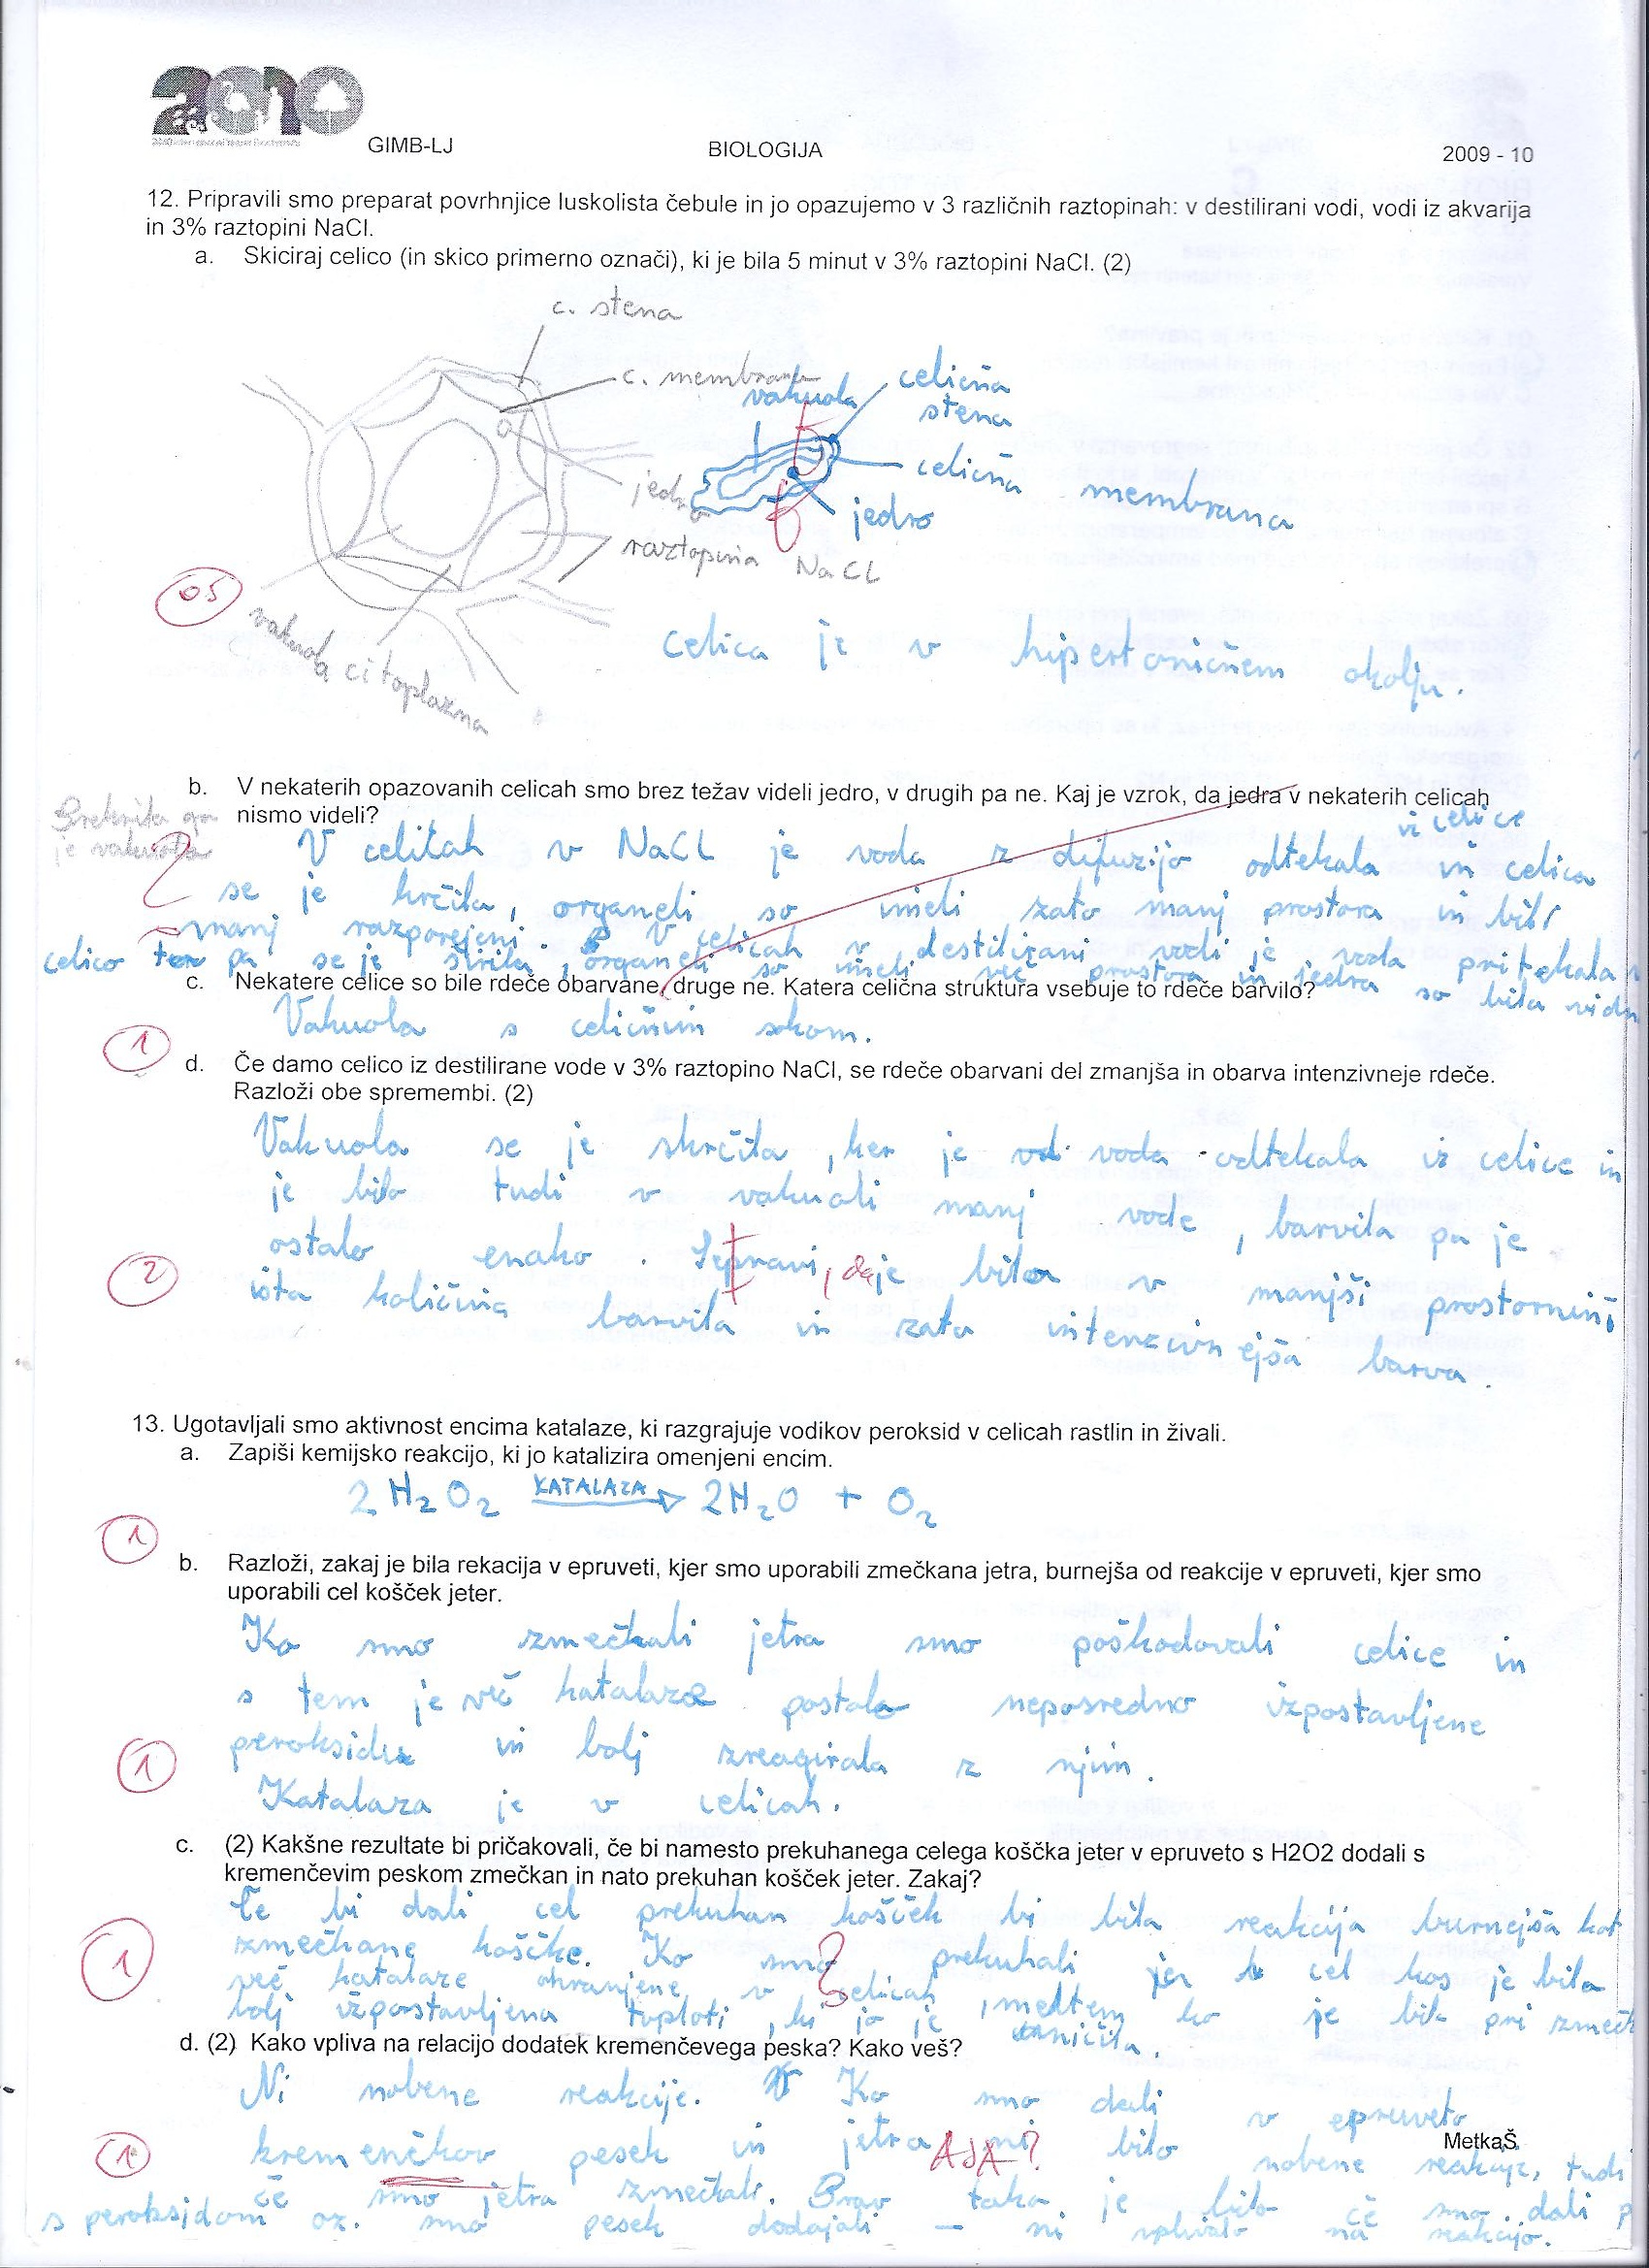 2010
GIMB-LJ BIOLOGIJA 2009 - 10
12. Pripravili smo preparat povrhnjice luskolista čebule in jo opazujemo v 3 različnih raztopinah: v destilirani vodi, vodi iz akvarija
in 3% raztopini NaCl.
a. Skiciraj celico (in skico primerno označi), ki je bila 5 minut v 3% raztopini NaCl. (2)
c. stena
c. membrana
vakuola
celična
stena
celična membrana
jedro
jedro
raztopina NaCl
05
vakuola
citoplazma
Celica je v hipertoničnem okolju.
b. V nekaterih opazovanih celicah smo brez težav videli jedro, v drugih pa ne. Kaj je vzrok, da jedra v nekaterih celicah
nismo videli?
Prekrila ga
je vakuola
V celicah v NaCl je voda z difuzijo odtekala iz celice in celica
se je krčila, organeli so imeli zato manj prostora in bili
manj razporejeni. V celicah v destilirani vodi je voda pritekala v
celico ter pa se je širila, organeli so imeli več prostora in jedra so bila vidn
c. Nekatere celice so bile rdeče obarvane, druge ne. Katera celična struktura vsebuje to rdeče barvilo?
Vakuola s celičnim sokom.
1
d. Če damo celico iz destilirane vode v 3% raztopino NaCl, se rdeče obarvani del zmanjša in obarva intenzivneje rdeče.
Razloži obe spremembi. (2)
Vakuola se je skrčila, ker je voda odtekala iz celice in
je bilo tudi v vakuoli manj vode, barvila pa je
ostalo enako. Sepravi, da je bila v manjši prostornini
2
ista količina barvila in zato intenzivnejša barva.
13. Ugotavljali smo aktivnost encima katalaze, ki razgrajuje vodikov peroksid v celicah rastlin in živali.
a. Zapiši kemijsko reakcijo, ki jo katalizira omenjeni encim.
2 H2O2 KATALAZA → 2H2O + O2
1
b. Razloži, zakaj je bila rekacija v epruveti, kjer smo uporabili zmečkana jetra, burnejša od reakcije v epruveti, kjer smo
uporabili cel košček jeter.
Ko smo zmečkali jetra smo poškodovali celice in
s tem je več katalaze postalo neposredno izpostavljene
peroksidu in bolj zreagirala z njim.
1
Katalaza je v celicah.
c. (2) Kakšne rezultate bi pričakovali, če bi namesto prekuhanega celega koščka jeter v epruveto s H2O2 dodali s
kremenčevim peskom zmečkan in nato prekuhan košček jeter. Zakaj?
Če bi dali cel prekuhan košček bi bila reakcija burnejša kot
zmečkane koščke. Ko smo prekuhali jer cel kos je bila
1
več katalaze ohranjene v celicah, medtem ko je bila pri zmečk
bolj izpostavljena toploti, ki jo je uničila.
d. (2) Kako vpliva na relacijo dodatek kremenčevega peska? Kako veš?
Ni nobene reakcije. Ko smo dali v epruveto
MetkaŠ
kremenčkov pesek in jetra ni bilo nobene reakcije, tudi
AJA?
1
če smo jetra zmečkali. Prav tako je bilo če smo dali p
s peroksidom oz. smo pesek dodajali – ni vplivalo na reakcijo.